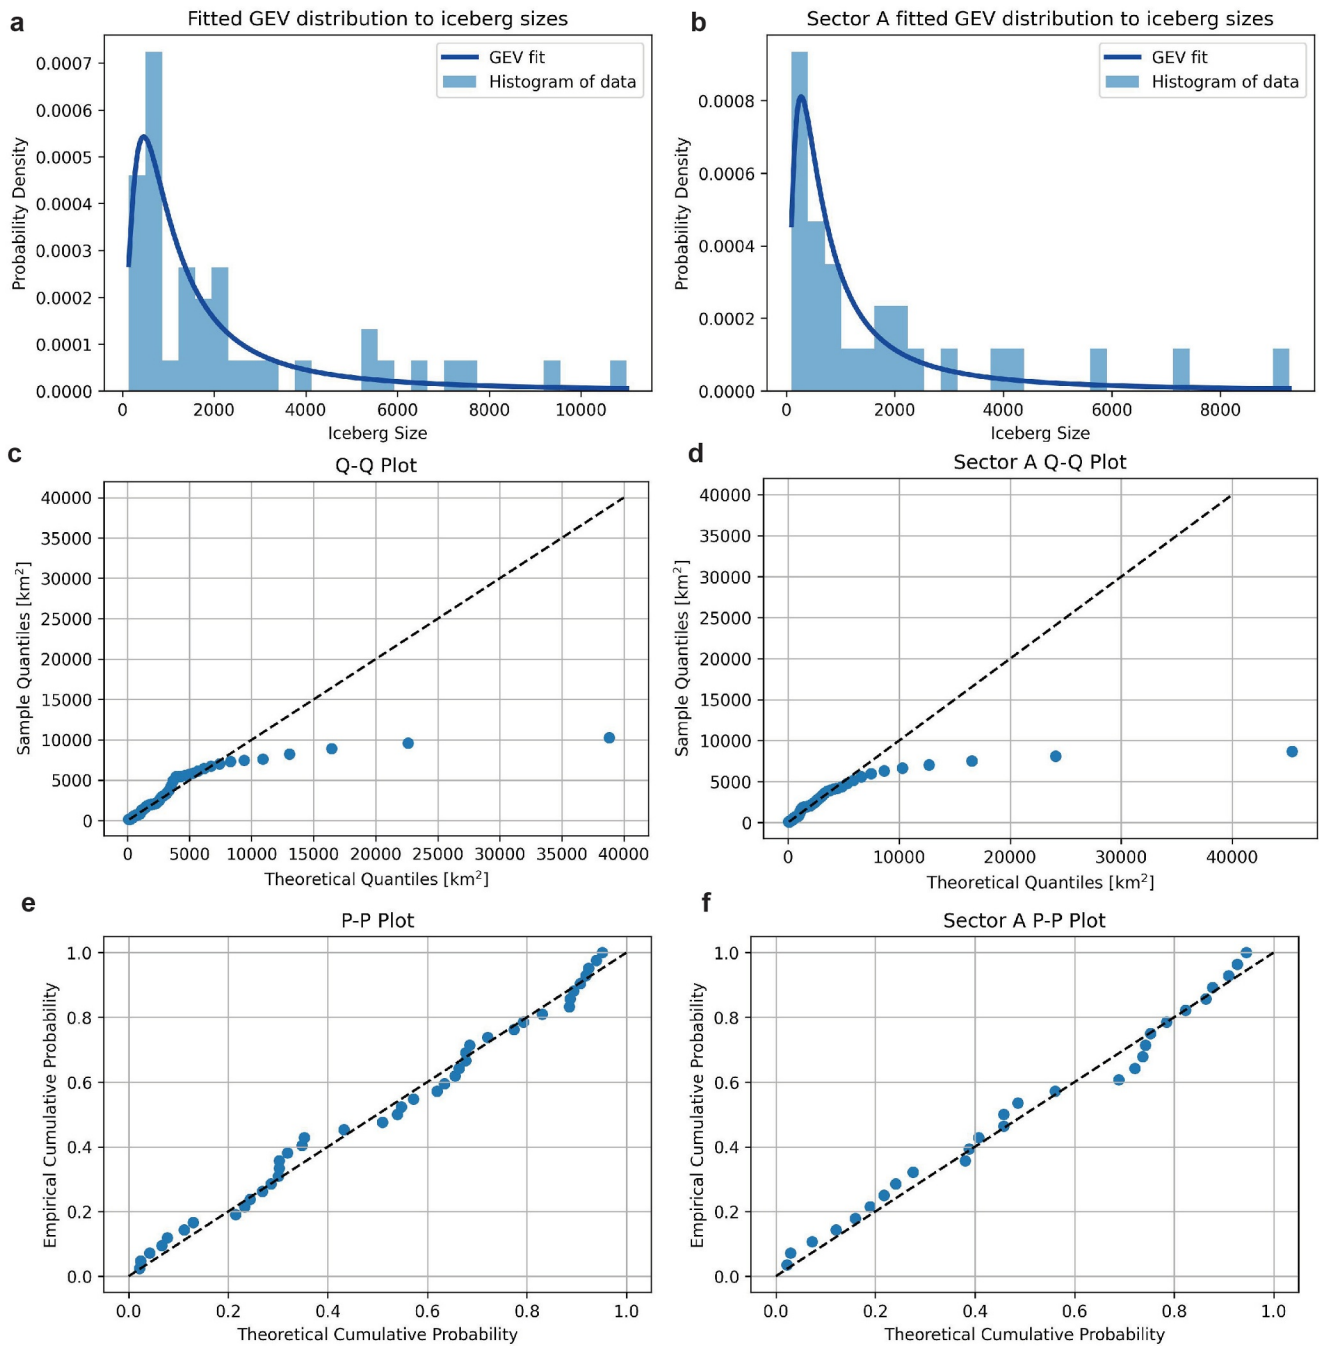 a
Fitted GEV distribution to iceberg sizes
GEV fit
Histogram of data
0.0007
0.0006
0.0005
0.0004
0.0003
0.0002
0.0001
0.0000
Probability Density
0 2000 4000 6000 8000 10000
Iceberg Size
b
Sector A fitted GEV distribution to iceberg sizes
GEV fit
Histogram of data
0.0008
0.0006
0.0004
0.0002
0.0000
Probability Density
0 2000 4000 6000 8000
Iceberg Size
c
Q-Q Plot
40000
35000
30000
25000
20000
15000
10000
5000
0
Sample Quantiles [km²]
0 5000 10000 15000 20000 25000 30000 35000 40000
Theoretical Quantiles [km²]
d
Sector A Q-Q Plot
40000
35000
30000
25000
20000
15000
10000
5000
0
Sample Quantiles [km²]
0 10000 20000 30000 40000
Theoretical Quantiles [km²]
e
P-P Plot
1.0
0.8
0.6
0.4
0.2
0.0
Empirical Cumulative Probability
0.0 0.2 0.4 0.6 0.8 1.0
Theoretical Cumulative Probability
f
Sector A P-P Plot
1.0
0.8
0.6
0.4
0.2
0.0
Empirical Cumulative Probability
0.0 0.2 0.4 0.6 0.8 1.0
Theoretical Cumulative Probability